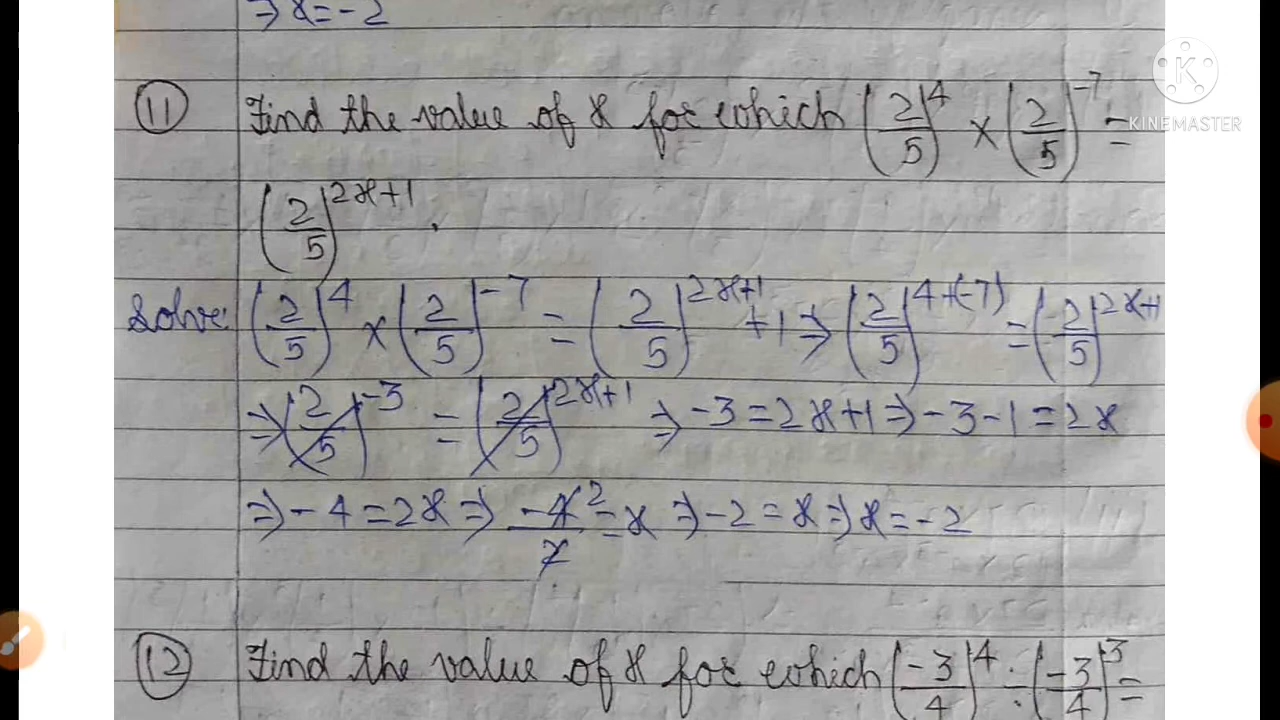 ⇒ x = -2
(11) Find the value of x for which (2/5)^4 × (2/5)^-7 =
KINEMASTER
(2/5)^2x+1 .
Solve: (2/5)^4 × (2/5)^-7 = (2/5)^2x+1 +1 ⇒ (2/5)^4+(-7) = (2/5)^2x+1
⇒ (2/5)^-3 = (2/5)^2x+1 ⇒ -3 = 2x+1 ⇒ -3-1 = 2x
⇒ -4 = 2x ⇒ -4^2/2 = x ⇒ -2 = x ⇒ x = -2
(12) Find the value of x for which (-3/4)^4 ÷ (-3/4)^3 =